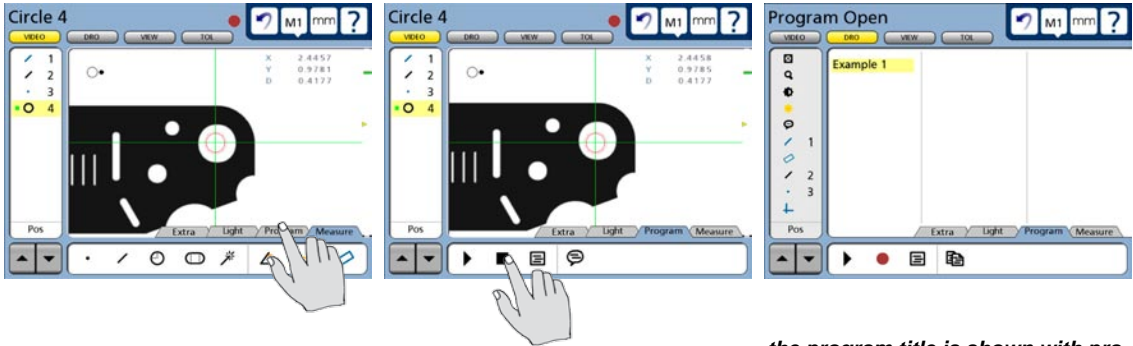 Circle 4
M1 mm ?
VIDEO DRO VIEW TOL
1
2
3
4
X 2.4457
Y 0.9781
D 0.4177
Pos
Extra Light Program Measure
Circle 4
M1 mm ?
VIDEO DRO VIEW TOL
1
2
3
4
X 2.4458
Y 0.9785
D 0.4177
Pos
Extra Light Program Measure
Program Open
M1 mm ?
VIDEO DRO VIEW TOL
Example 1
1
2
3
Pos
Extra Light Program Measure
the program title is shown with pro